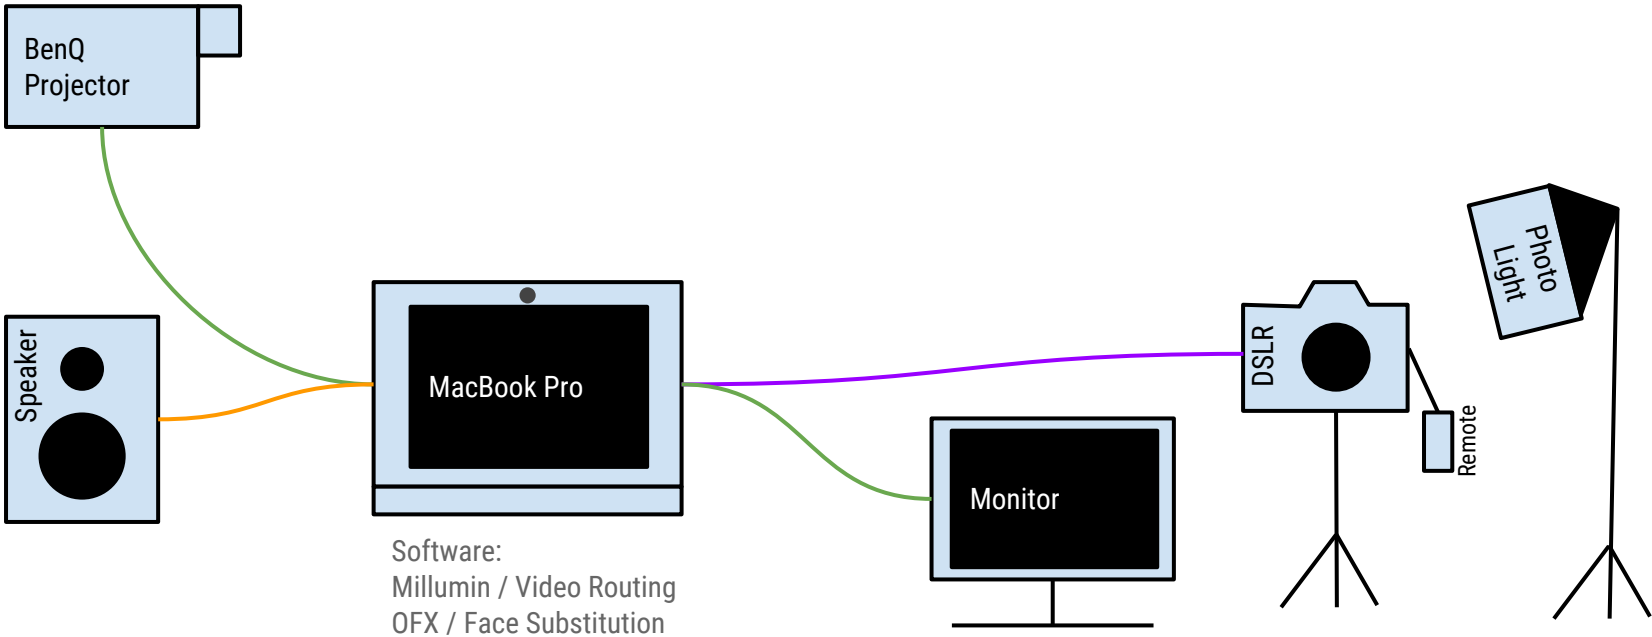 BenQ
Projector
Speaker
MacBook Pro
Software:
Millumin / Video Routing
OFX / Face Substitution
Monitor
DSLR
Remote
Photo
Light